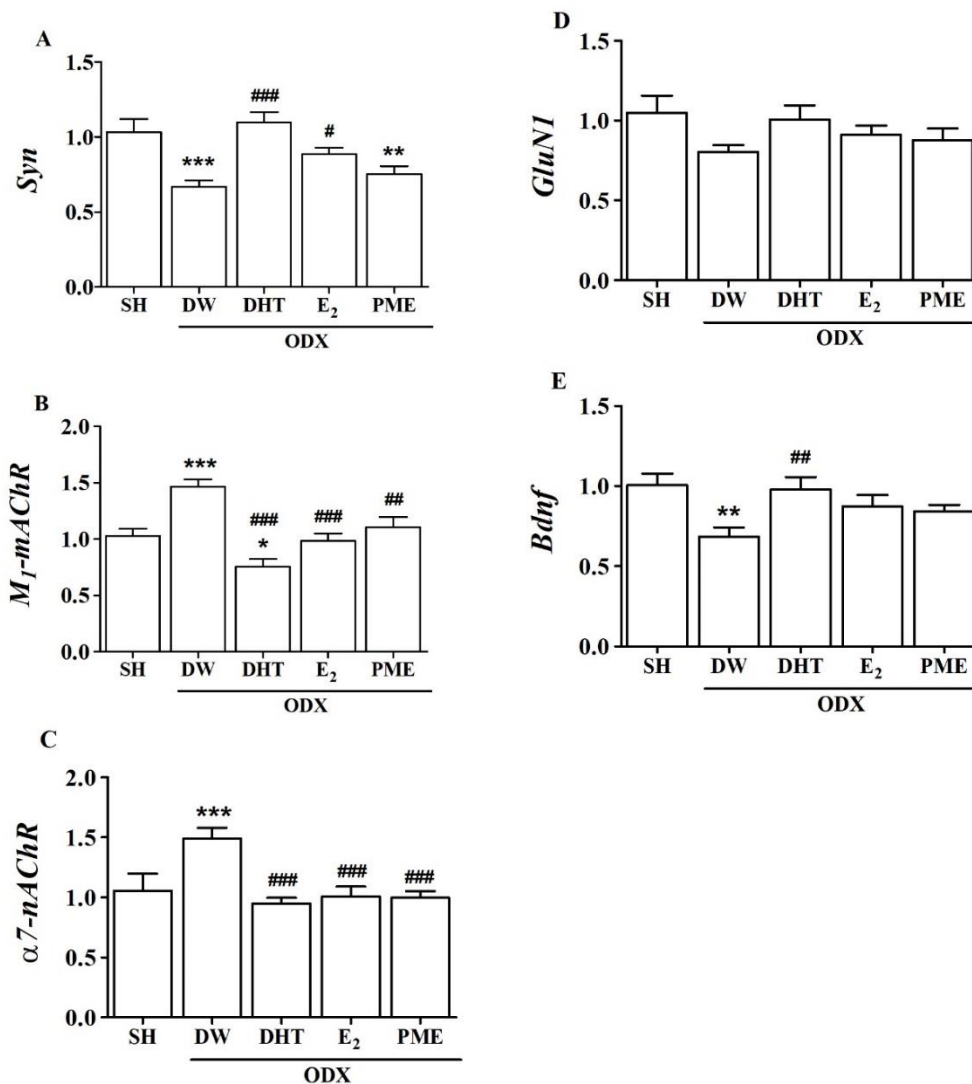 A
Syn
1.5
1.0
0.5
0.0
###
#
***
**
SH DW DHT E₂ PME
ODX
B
M₁-mAChR
2.0
1.5
1.0
0.5
0.0
***
### ### ##
*
SH DW DHT E₂ PME
ODX
C
α7-nAChR
2.0
1.5
1.0
0.5
0.0
***
### ### ###
SH DW DHT E₂ PME
ODX
D
GluN1
1.5
1.0
0.5
0.0
SH DW DHT E₂ PME
ODX
E
Bdnf
1.5
1.0
0.5
0.0
##
**
SH DW DHT E₂ PME
ODX